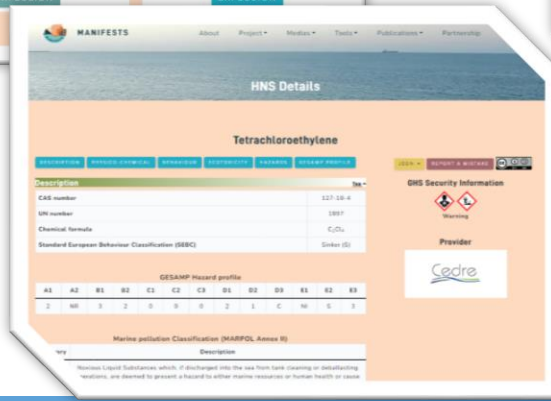 MANIFESTS
About Project Medias Tools Publications Partnership
HNS Details
Tetrachloroethylene
DESCRIPTION PHYSICO-CHEMICAL BEHAVIOUR ECOTOXICITY HAZARDS GESAMP PROFILE
JSON REPORT A MISTAKE
Description Top
GHS Security Information
CAS number 127-18-4
UN number 1897
Chemical formula C₂Cl₄
Warning
Standard European Behaviour Classification (SEBC) Sinker (S)
Provider
Cedre
GESAMP Hazard profile
A1 A2 B1 B2 C1 C2 C3 D1 D2 D3 E1 E2 E3
2 NR 3 2 0 0 0 2 1 C NI S 3
Marine pollution Classification (MARPOL Annex II)
Description
Noxious Liquid Substances which, if discharged into the sea from tank cleaning or deballasting
operations, are deemed to present a hazard to either marine resources or human health or cause